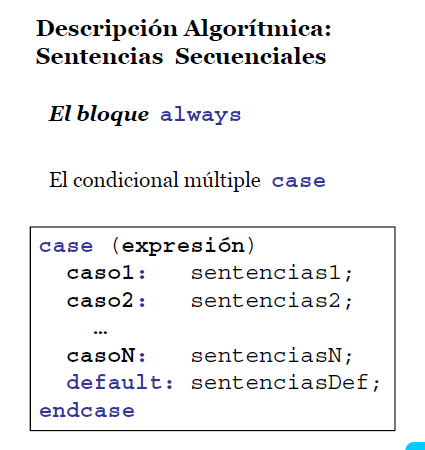 Descripción Algorítmica:
Sentencias Secuenciales
El bloque always
El condicional múltiple case
case (expresión)
caso1: sentencias1;
caso2: sentencias2;
…
casoN: sentenciasN;
default: sentenciasDef;
endcase